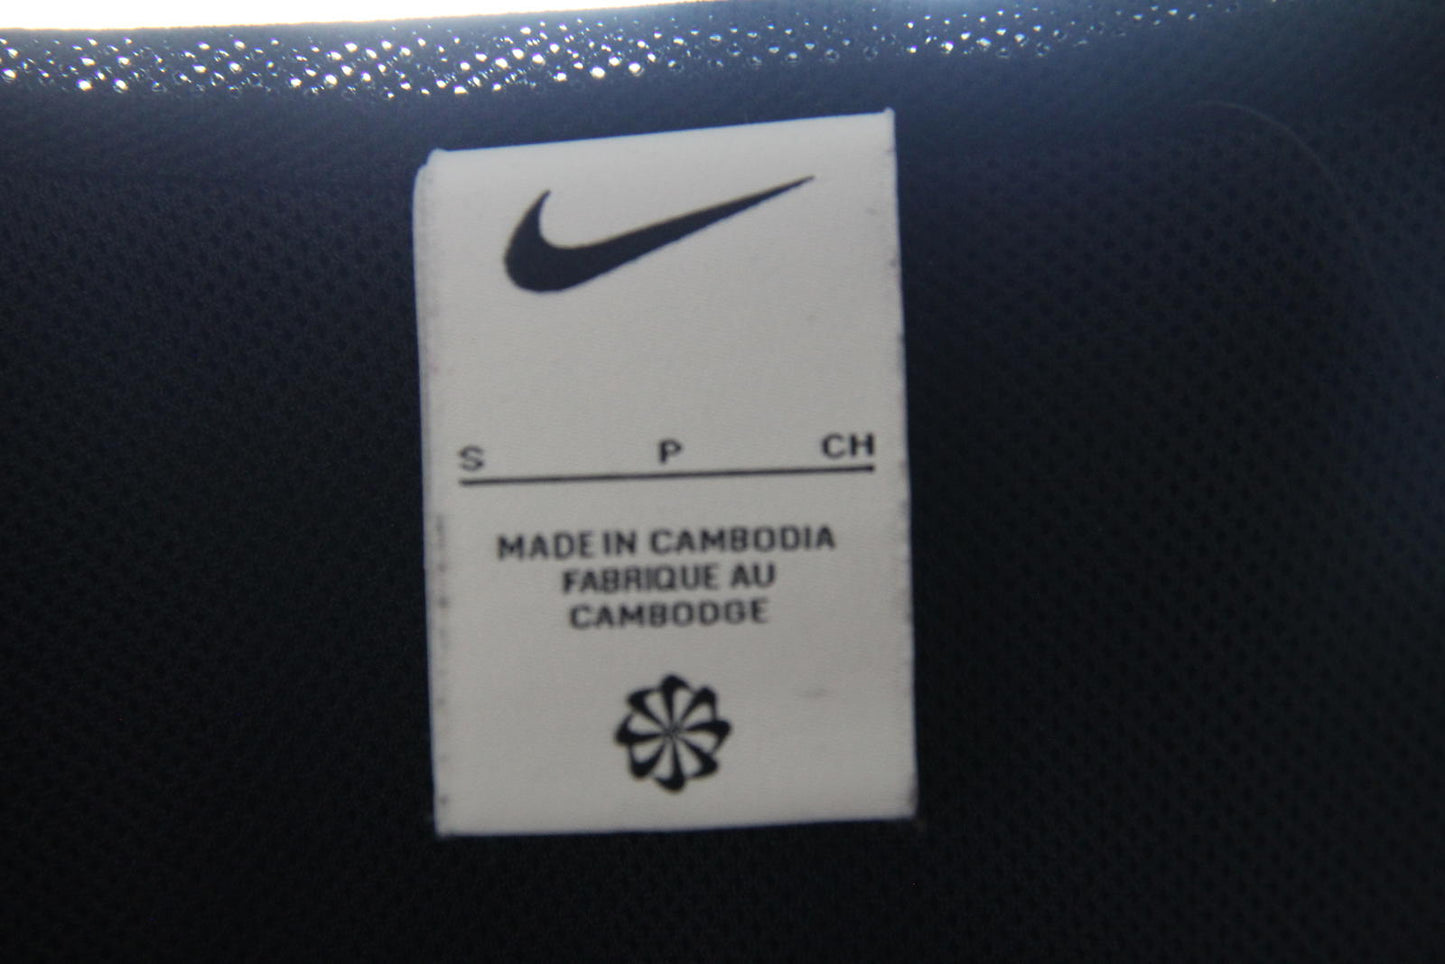 S P CH
MADE IN CAMBODIA
FABRIQUE AU
CAMBODGE